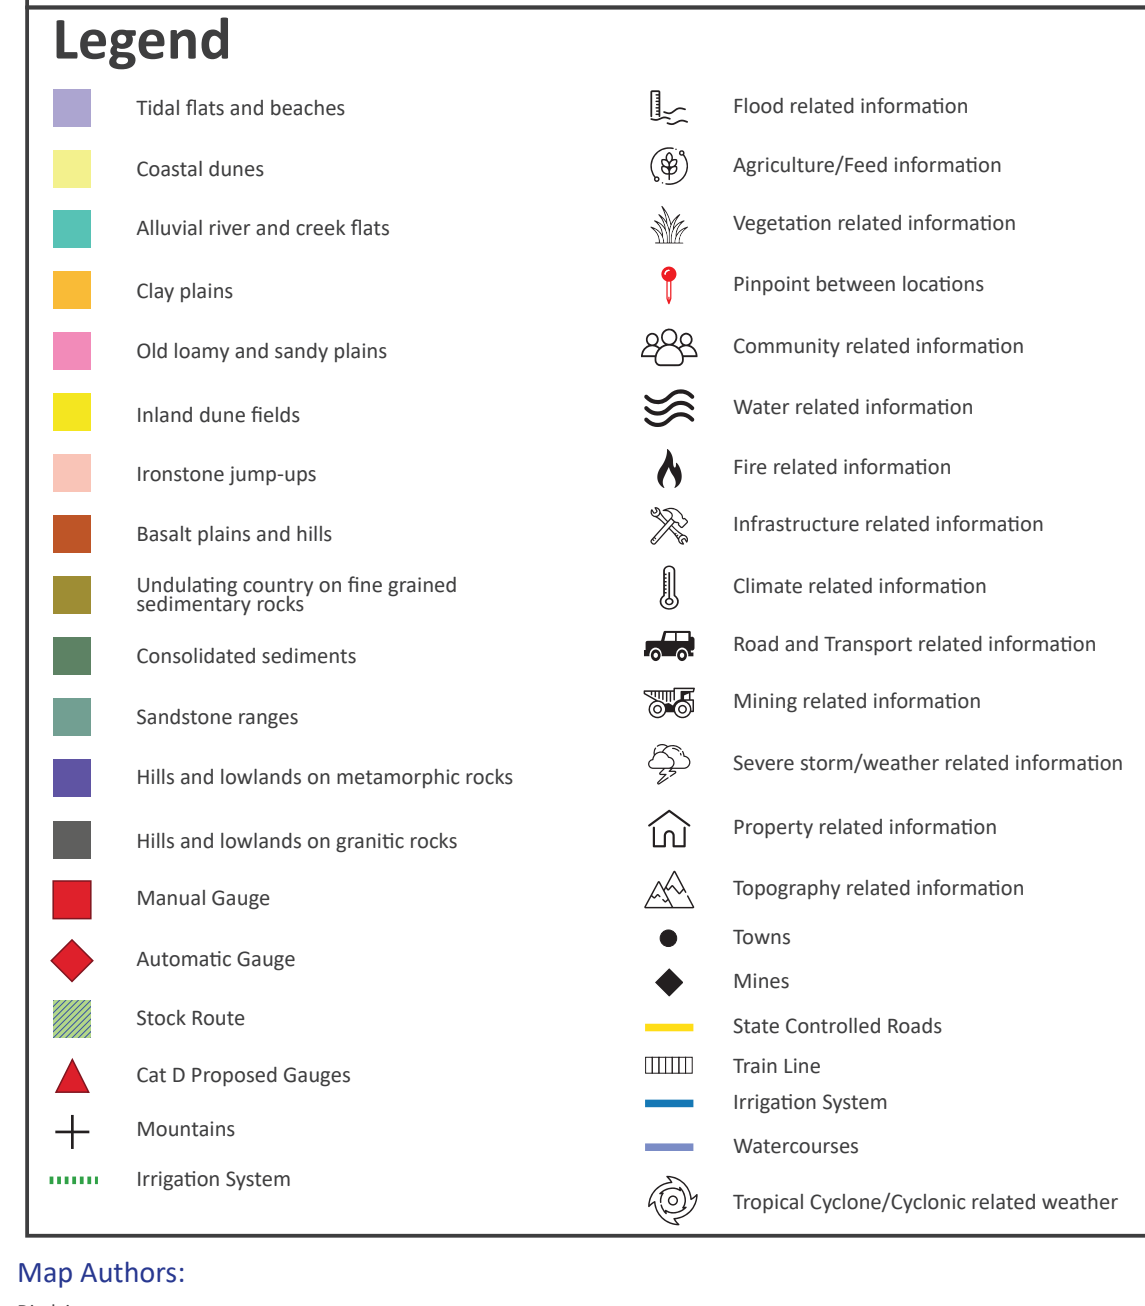 Legend
Tidal flats and beaches
Coastal dunes
Alluvial river and creek flats
Clay plains
Old loamy and sandy plains
Inland dune fields
Ironstone jump-ups
Basalt plains and hills
Undulating country on fine grained
sedimentary rocks
Consolidated sediments
Sandstone ranges
Hills and lowlands on metamorphic rocks
Hills and lowlands on granitic rocks
Manual Gauge
Automatic Gauge
Stock Route
Cat D Proposed Gauges
Mountains
Irrigation System
Flood related information
Agriculture/Feed information
Vegetation related information
Pinpoint between locations
Community related information
Water related information
Fire related information
Infrastructure related information
Climate related information
Road and Transport related information
Mining related information
Severe storm/weather related information
Property related information
Topography related information
Towns
Mines
State Controlled Roads
Train Line
Irrigation System
Watercourses
Tropical Cyclone/Cyclonic related weather
Map Authors: